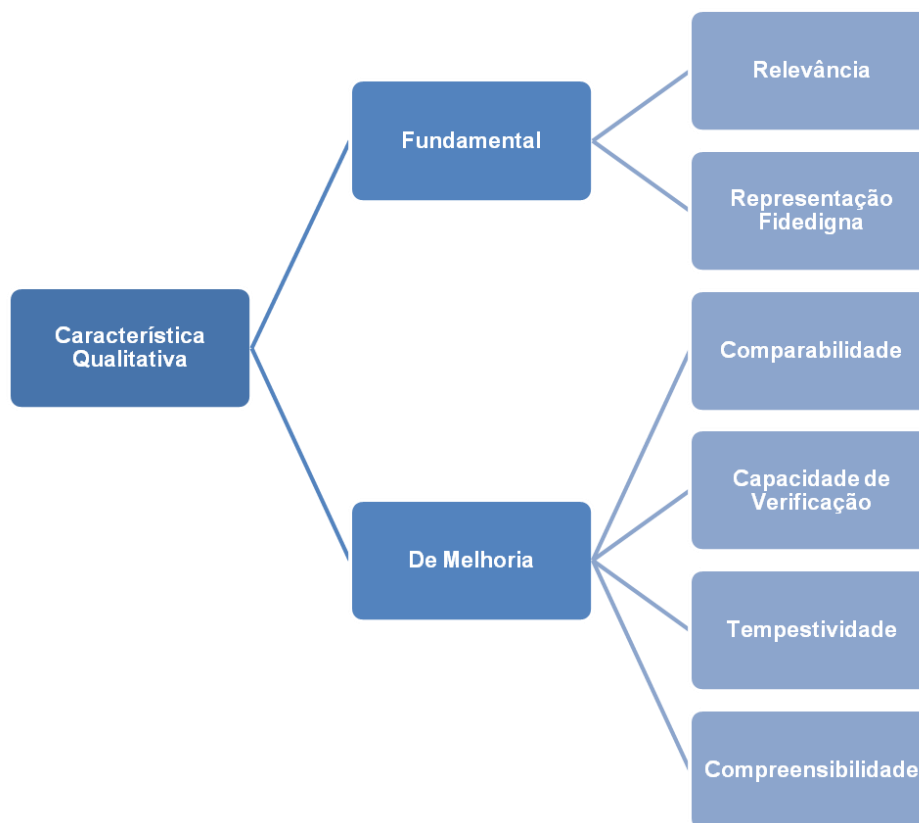 Característica
Qualitativa
Fundamental
Relevância
Representação
Fidedigna
De Melhoria
Comparabilidade
Capacidade de
Verificação
Tempestividade
Compreensibilidade